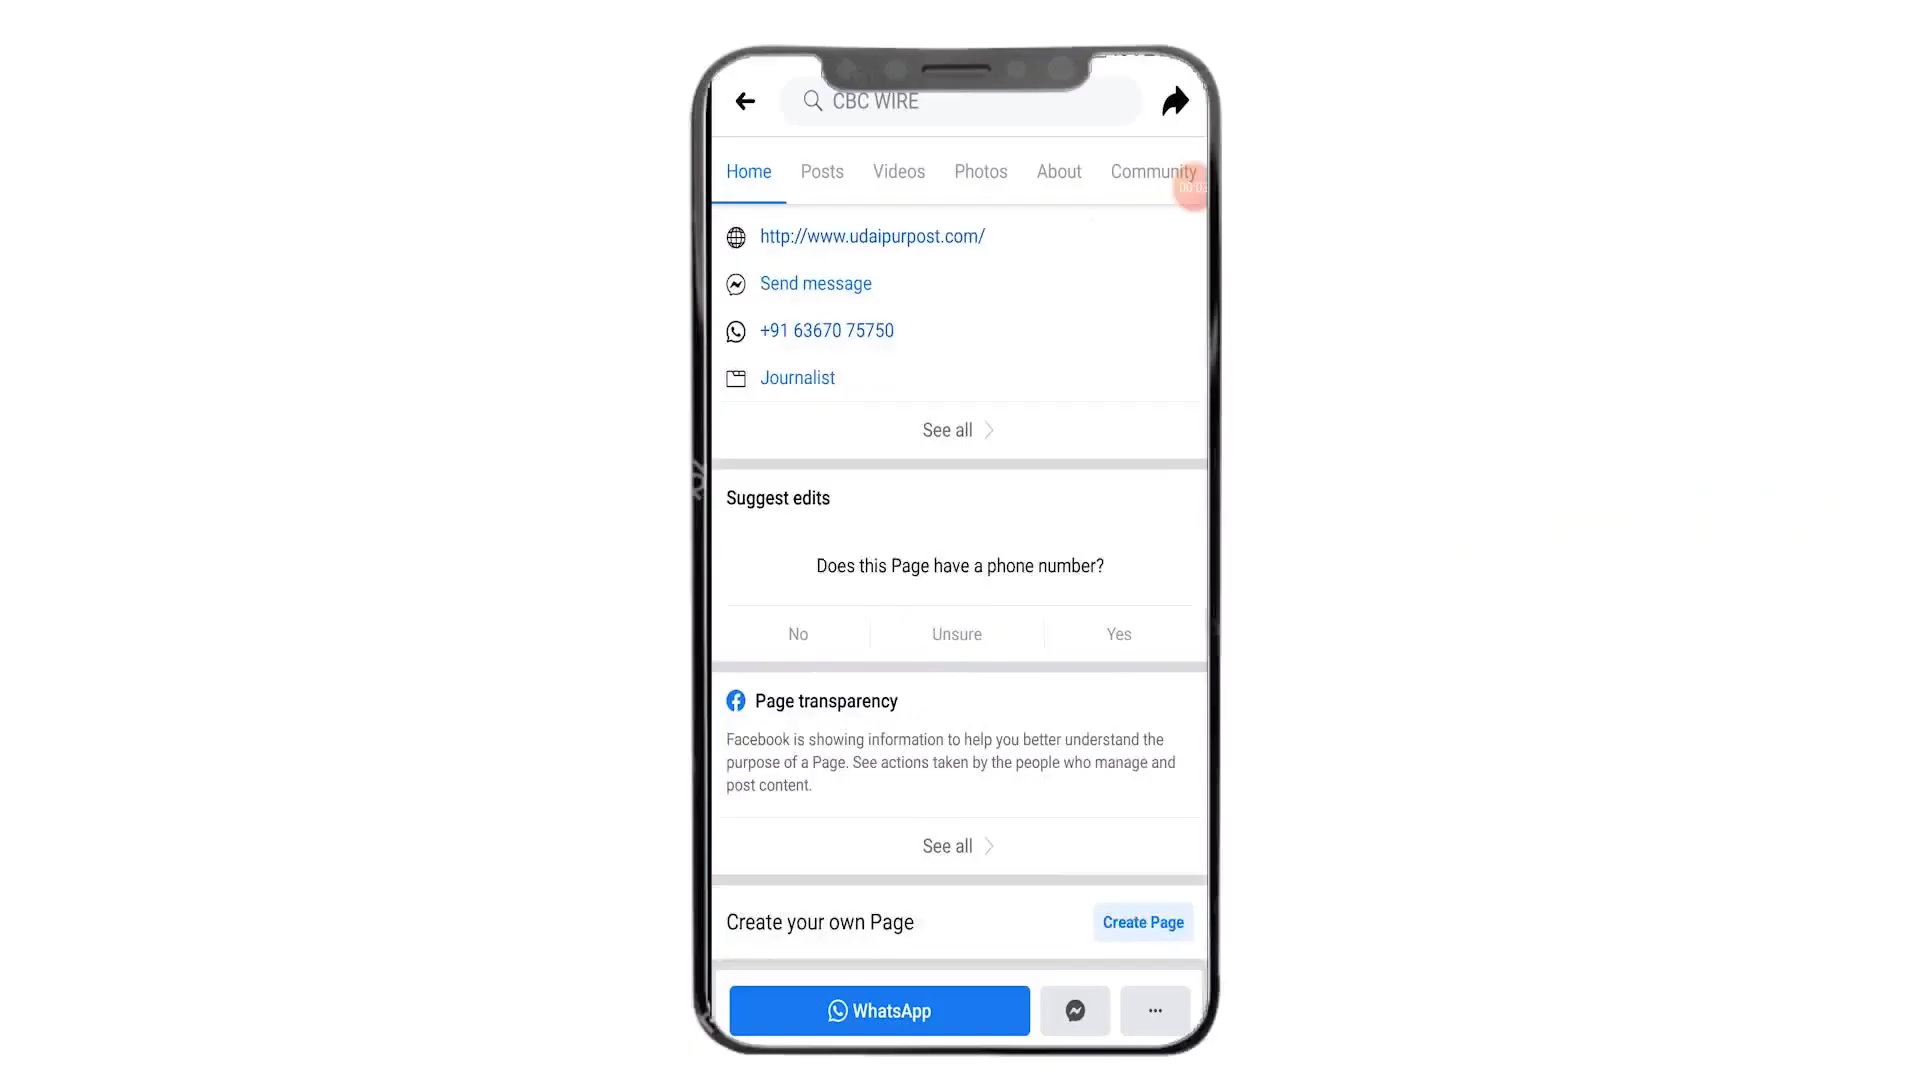 CBC WIRE
Home Posts Videos Photos About Community
00:03
http://www.udaipurpost.com/
Send message
+91 63670 75750
Journalist
See all
Suggest edits
Does this Page have a phone number?
No Unsure Yes
Page transparency
Facebook is showing information to help you better understand the
purpose of a Page. See actions taken by the people who manage and
post content.
See all
Create your own Page Create Page
WhatsApp